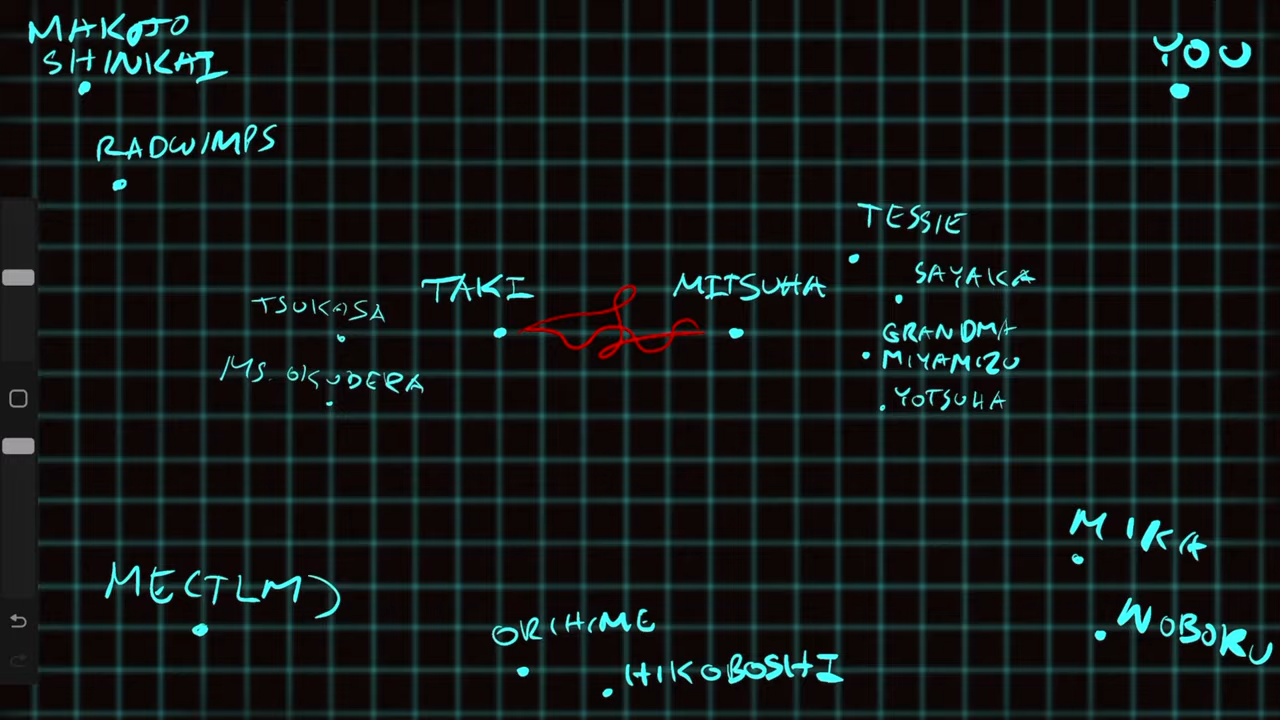 MAKOTO
SHINKAI
YOU
RADWIMPS
TESSIE
SAYAKA
TAKI
MITSUHA
TSUKASA
GRANDMA
MIYAMIZU
MS. OKUDERA
YOTSUHA
MIKA
ME(TLM)
ORIHIME
WOBOKU
HIKOBOSHI